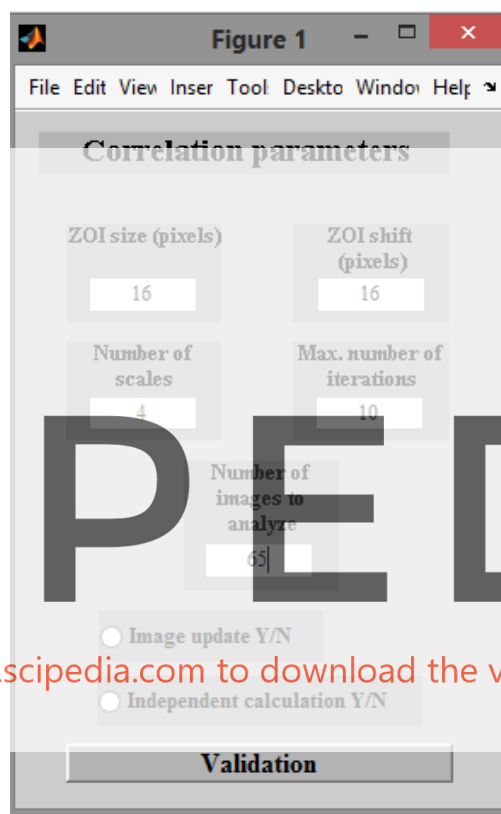 Figure 1
File Edit View Inser Tool Deskto Window Help
Correlation parameters
ZOI size (pixels)
16
ZOI shift
(pixels)
16
Number of
scales
4
Max. number of
iterations
10
Number of
images to
analyze
65
PED
Image update Y/N
.scipedia.com to download the v
Independent calculation Y/N
Validation